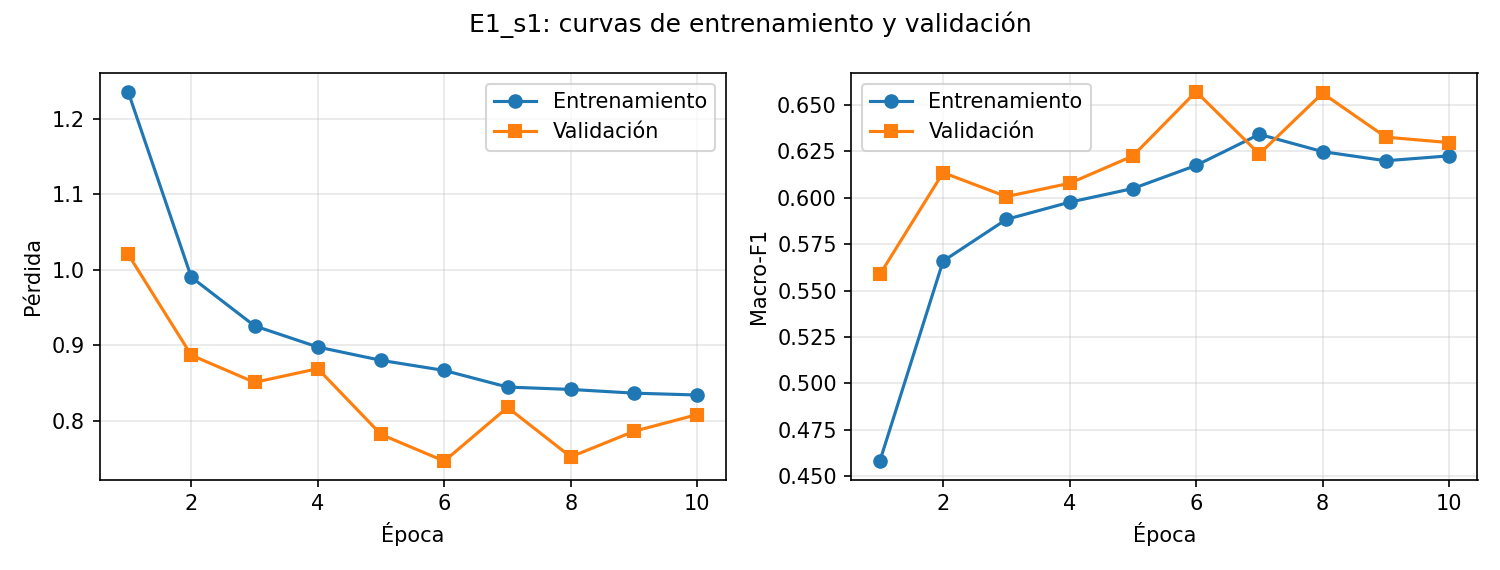 E1_s1: curvas de entrenamiento y validación
Pérdida
1.2
1.1
1.0
0.9
0.8
Entrenamiento
Validación
2 4 6 8 10
Época
Macro-F1
0.650
0.625
0.600
0.575
0.550
0.525
0.500
0.475
0.450
Entrenamiento
Validación
2 4 6 8 10
Época